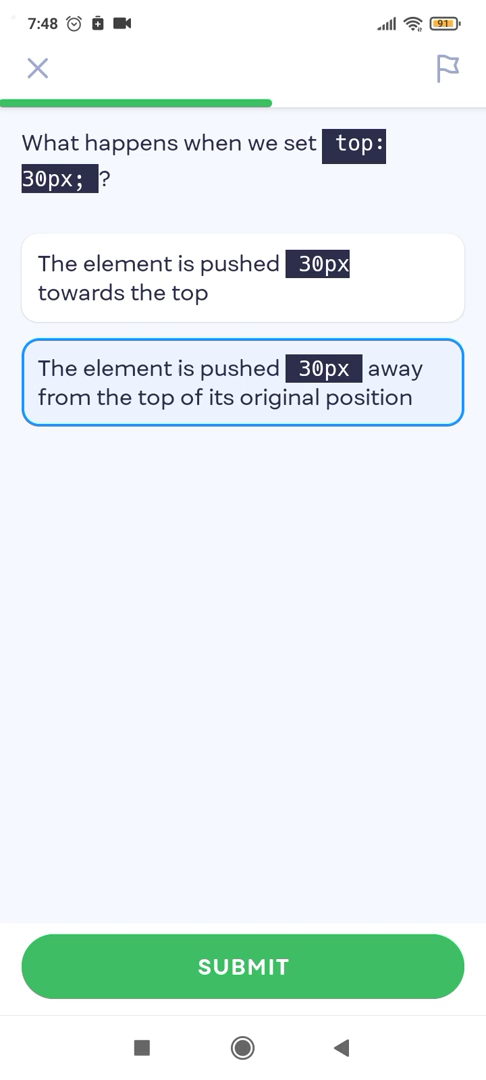 7:48
91
What happens when we set top:
30px; ?
The element is pushed 30px
towards the top
The element is pushed 30px away
from the top of its original position
SUBMIT